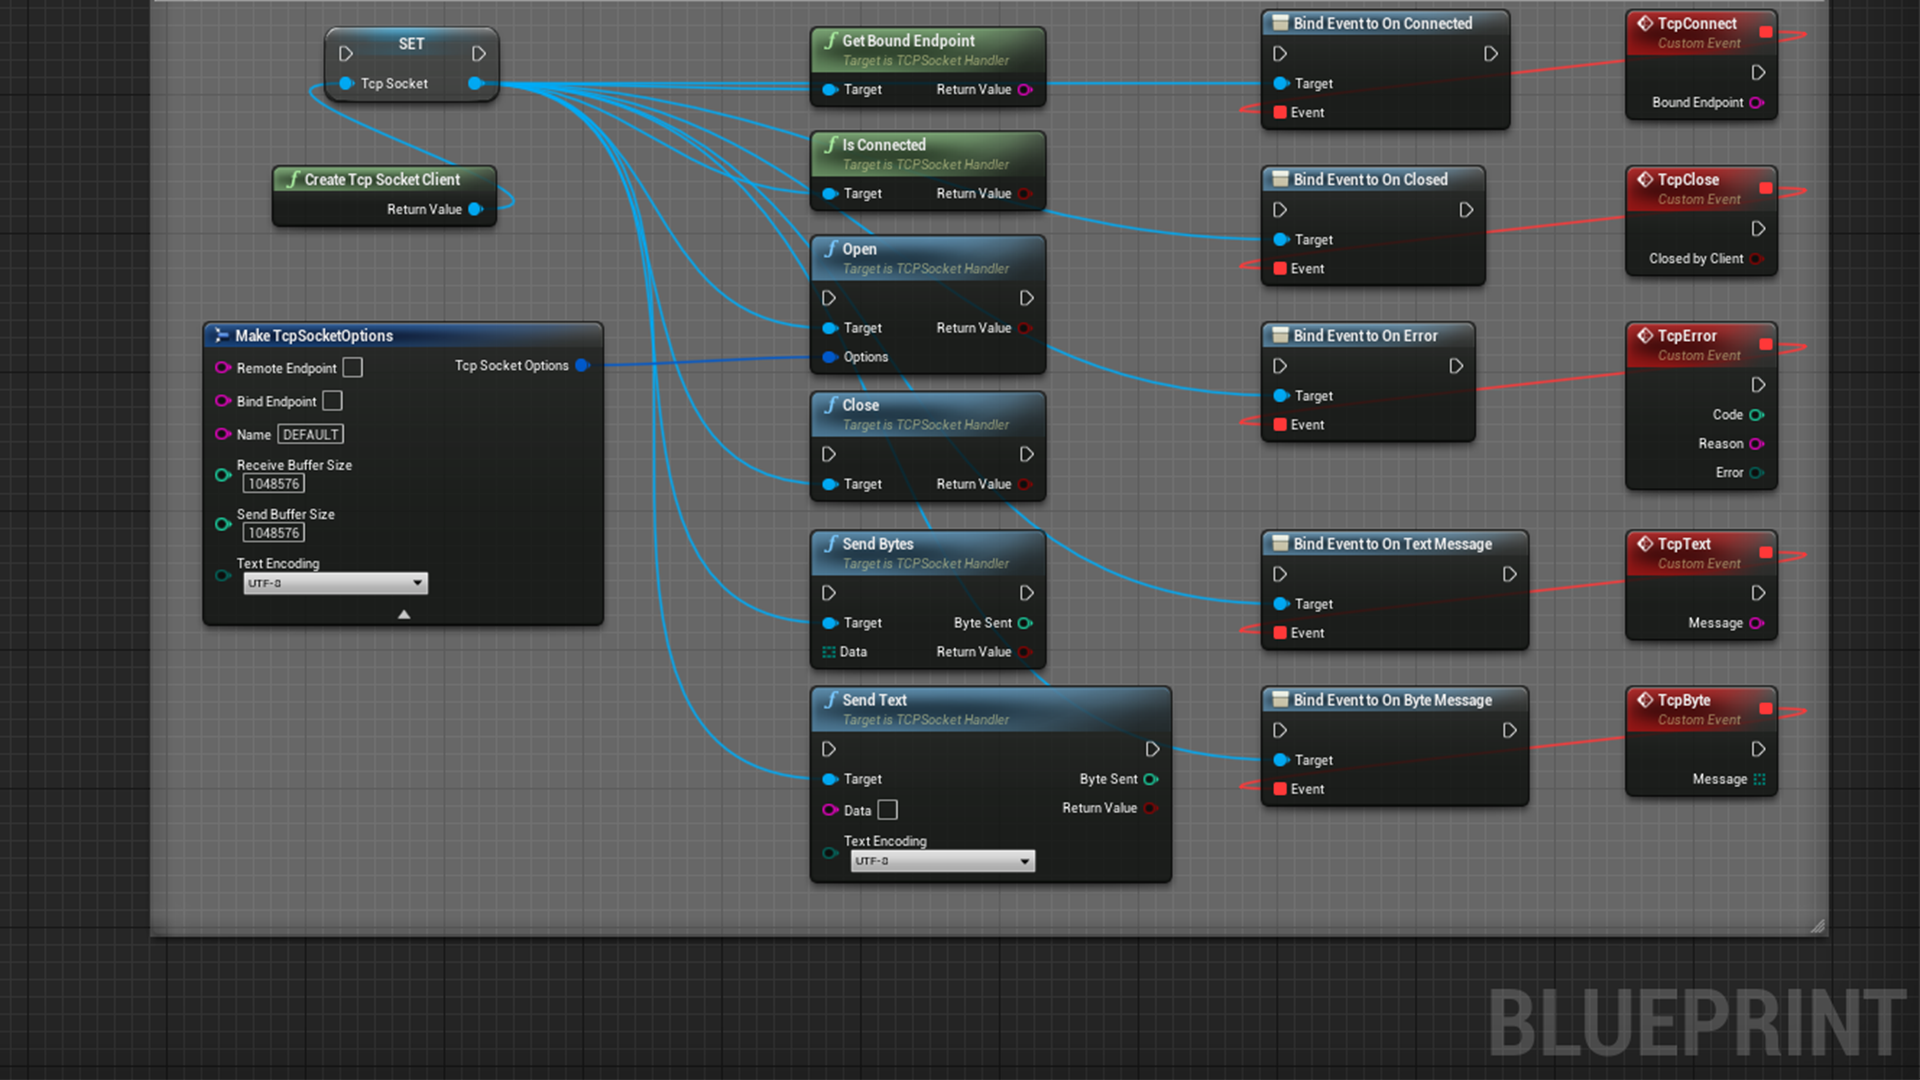 SET
Tcp Socket
Create Tcp Socket Client
Return Value
Make TcpSocketOptions
Remote Endpoint
Tcp Socket Options
Bind Endpoint
Name DEFAULT
Receive Buffer Size
1048576
Send Buffer Size
1048576
Text Encoding
UTF-8
Get Bound Endpoint
Target is TCPSocket Handler
Target Return Value
Is Connected
Target is TCPSocket Handler
Target Return Value
Open
Target is TCPSocket Handler
Target Return Value
Options
Close
Target is TCPSocket Handler
Target Return Value
Send Bytes
Target is TCPSocket Handler
Target Byte Sent
Data Return Value
Send Text
Target is TCPSocket Handler
Target Byte Sent
Data Return Value
Text Encoding
UTF-8
Bind Event to On Connected
Target
Event
Bind Event to On Closed
Target
Event
Bind Event to On Error
Target
Event
Bind Event to On Text Message
Target
Event
Bind Event to On Byte Message
Target
Event
TcpConnect
Custom Event
Bound Endpoint
TcpClose
Custom Event
Closed by Client
TcpError
Custom Event
Code
Reason
Error
TcpText
Custom Event
Message
TcpByte
Custom Event
Message
BLUEPRINT